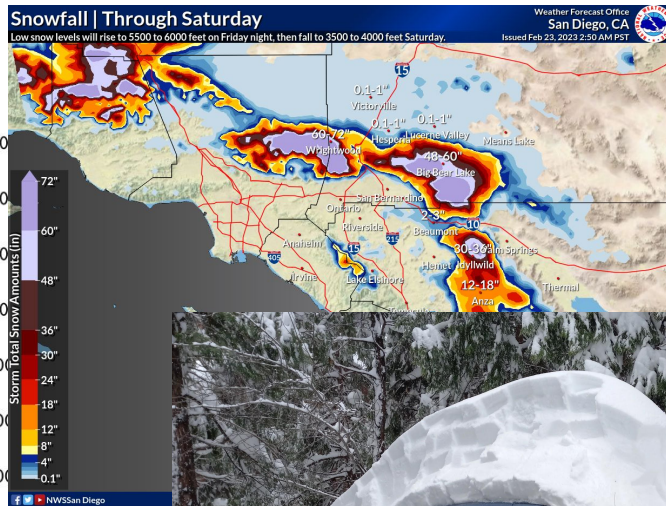 Snowfall | Through Saturday
Weather Forecast Office
San Diego, CA
Issued Feb 23, 2023 2:50 AM PST
Low snow levels will rise to 5500 to 6000 feet on Friday night, then fall to 3500 to 4000 feet Saturday.
15
0.1-1"
Victorville
0.1-1"
Hesperia
0.1-1"
Lucerne Valley
Means Lake
60-72"
Wrightwood
48-60"
Big Bear Lake
San Bernardino
Ontario
2-3"
Beaumont
10
Riverside
215
Anaheim
15
30-36"
Palm Springs
Idyllwild
405
Hemet
Irvine
Lake Elsinore
12-18"
Anza
Thermal
Storm Total Snow Amounts (in)
72"
60"
48"
36"
30"
24"
18"
12"
8"
4"
0.1"
NWSSan Diego